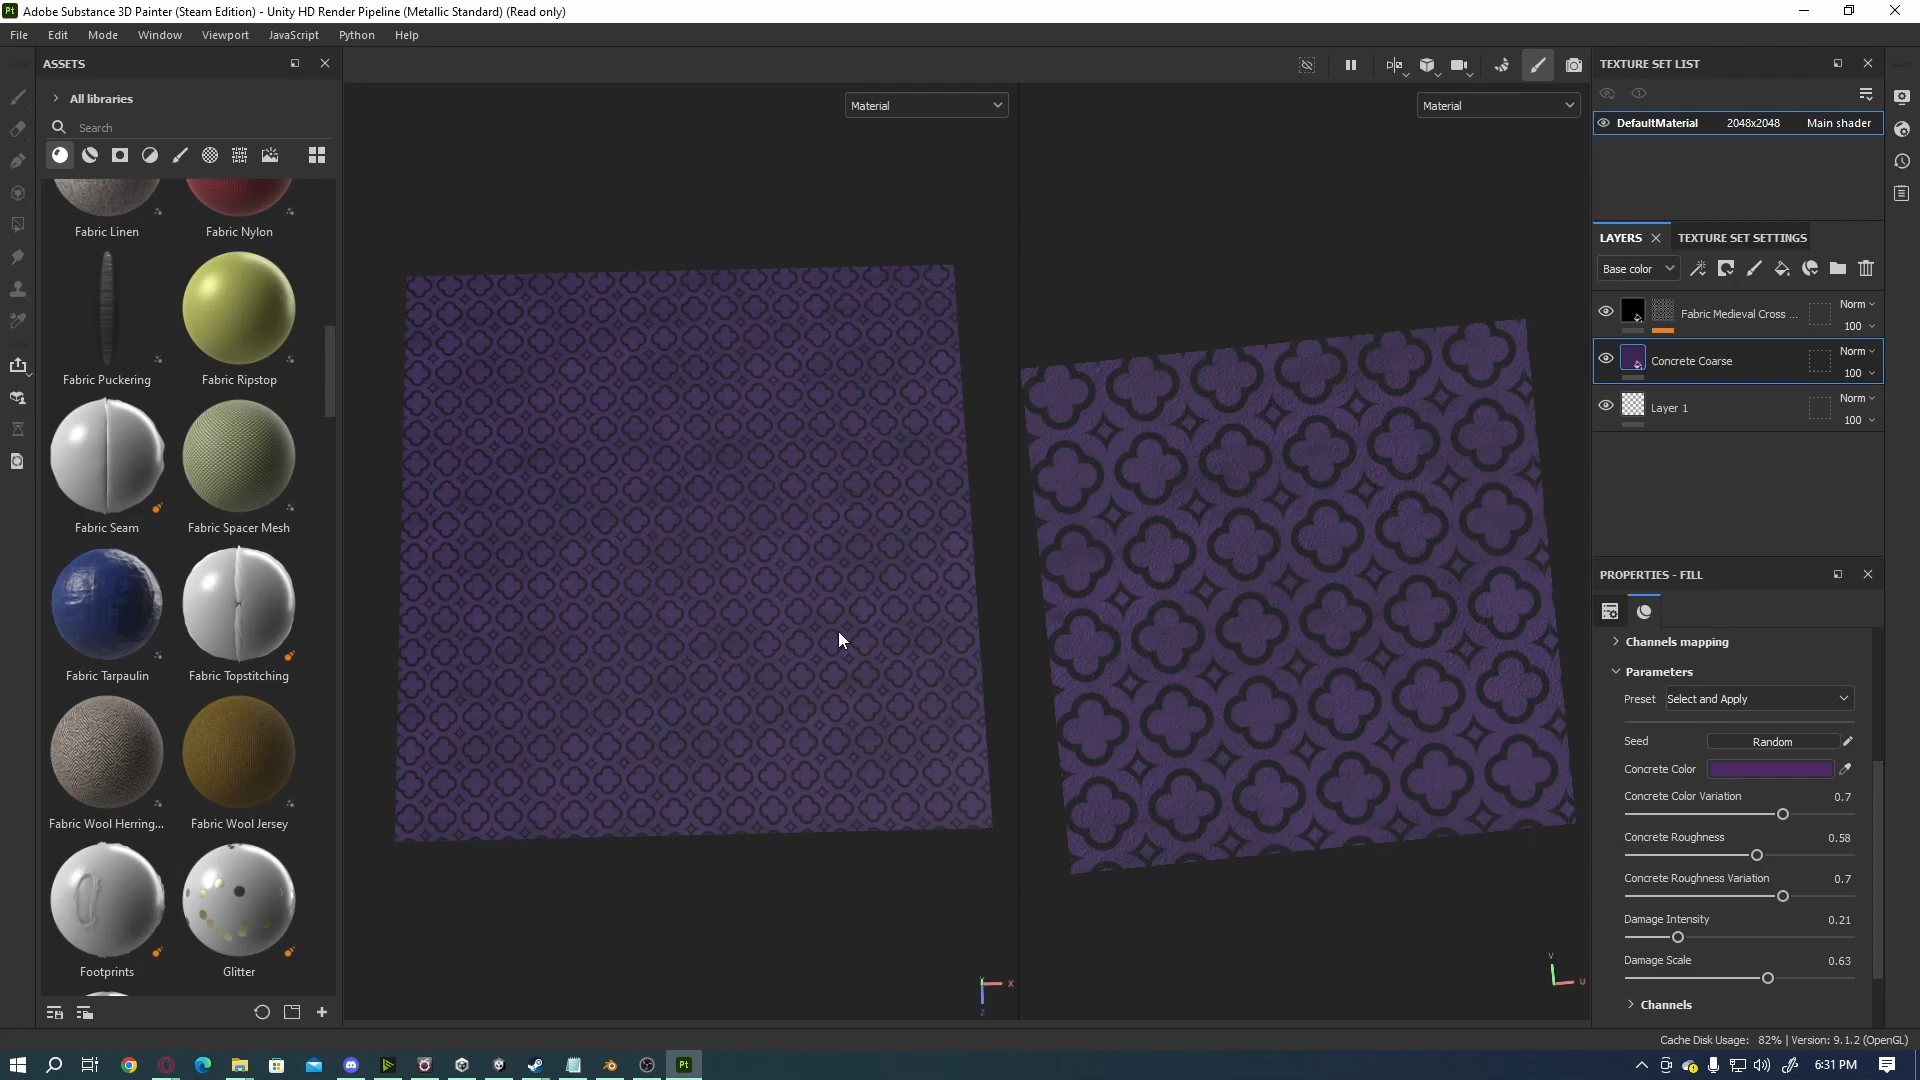 Pt Adobe Substance 3D Painter (Steam Edition) - Unity HD Render Pipeline (Metallic Standard) (Read only)
File Edit Mode Window Viewport JavaScript Python Help
ASSETS
All libraries
Search
Fabric Linen Fabric Nylon
Fabric Puckering Fabric Ripstop
Fabric Seam Fabric Spacer Mesh
Fabric Tarpaulin Fabric Topstitching
Fabric Wool Herring... Fabric Wool Jersey
Footprints Glitter
Material
X
Y
Z
Material
V
U
TEXTURE SET LIST
DefaultMaterial 2048x2048 Main shader
LAYERS TEXTURE SET SETTINGS
Base color
Fabric Medieval Cross ... Norm
100
Concrete Coarse Norm
100
Layer 1 Norm
100
PROPERTIES - FILL
Channels mapping
Parameters
Preset Select and Apply
Seed Random
Concrete Color
Concrete Color Variation 0.7
Concrete Roughness 0.58
Concrete Roughness Variation 0.7
Damage Intensity 0.21
Damage Scale 0.63
Channels
Cache Disk Usage: 82% | Version: 9.1.2 (OpenGL)
Pt
6:31 PM